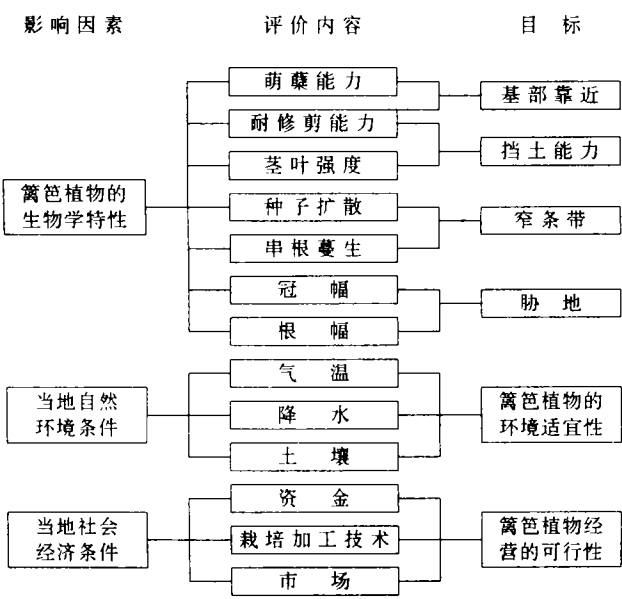 影响因素 评价内容 目标
萌蘖能力
基部靠近
耐修剪能力
挡土能力
茎叶强度
篱笆植物的
生物学特性
种子扩散
窄条带
串根蔓生
冠幅
胁地
根幅
气温
当地自然
环境条件
降水
篱笆植物的
环境适宜性
土壤
资金
当地社会
经济条件
栽培加工技术
篱笆植物经
营的可行性
市场